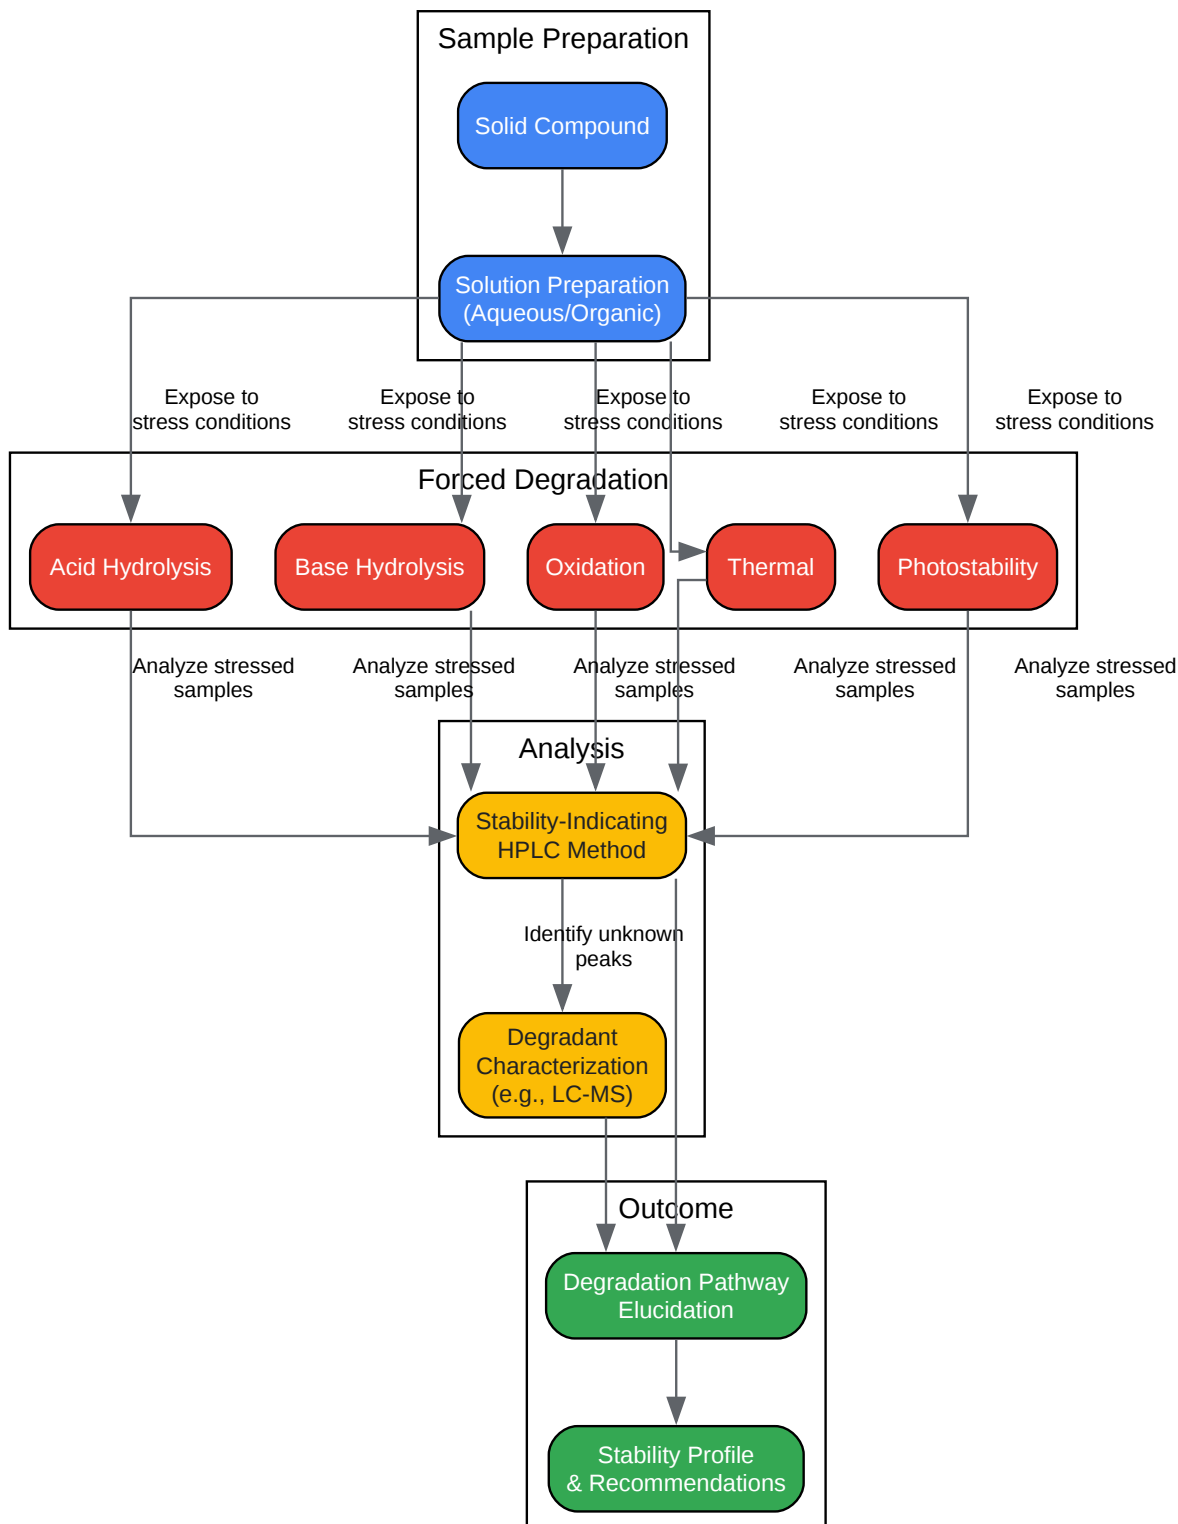 Sample Preparation
Solid Compound
Solution Preparation
(Aqueous/Organic)
Expose to
stress conditions
Expose to
stress conditions
Expose to
stress conditions
Expose to
stress conditions
Expose to
stress conditions
Forced Degradation
Acid Hydrolysis
Base Hydrolysis
Oxidation
Thermal
Photostability
Analyze stressed
samples
Analyze stressed
samples
Analyze stressed
samples
Analyze stressed
samples
Analyze stressed
samples
Analysis
Stability-Indicating
HPLC Method
Identify unknown
peaks
Degradant
Characterization
(e.g., LC-MS)
Outcome
Degradation Pathway
Elucidation
Stability Profile
& Recommendations